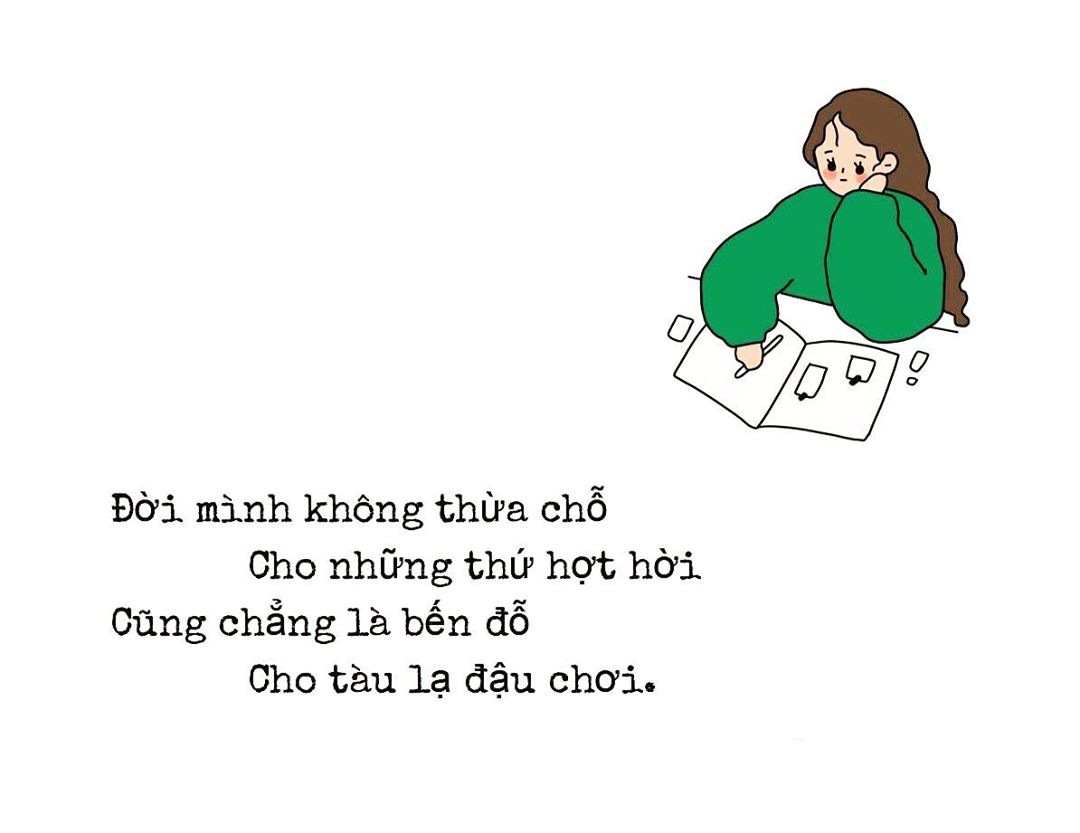 Đời mình không thừa chỗ
Cho những thứ hợt hời
Cũng chẳng là bến đỗ
Cho tàu lạ đậu chơi.